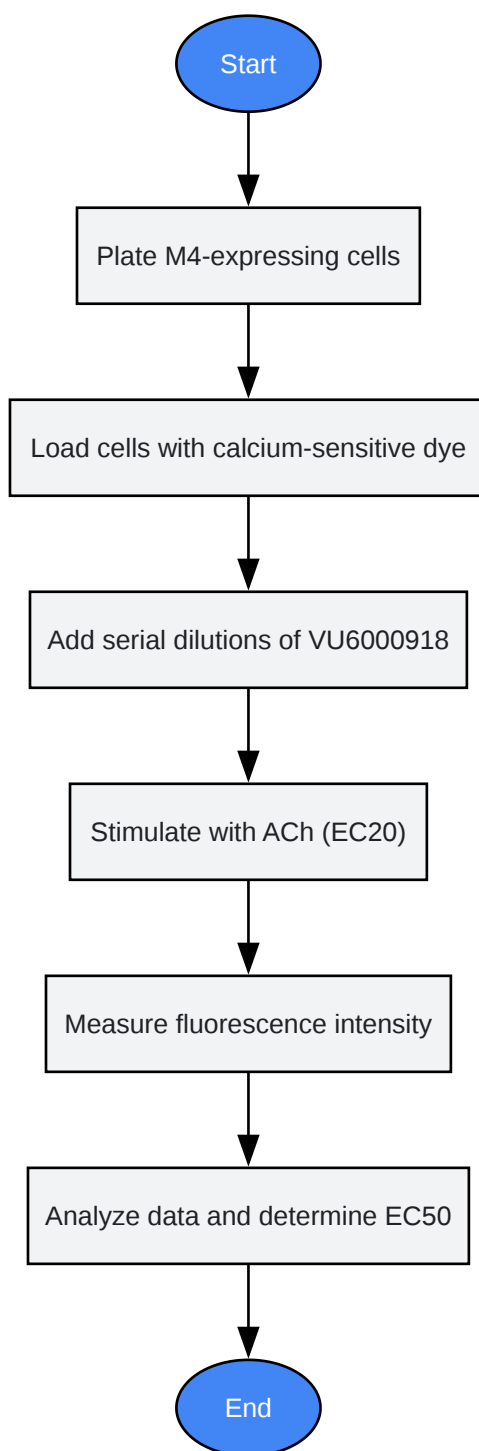 Start
Plate M4-expressing cells
Load cells with calcium-sensitive dye
Add serial dilutions of VU6000918
Stimulate with ACh (EC20)
Measure fluorescence intensity
Analyze data and determine EC50
End